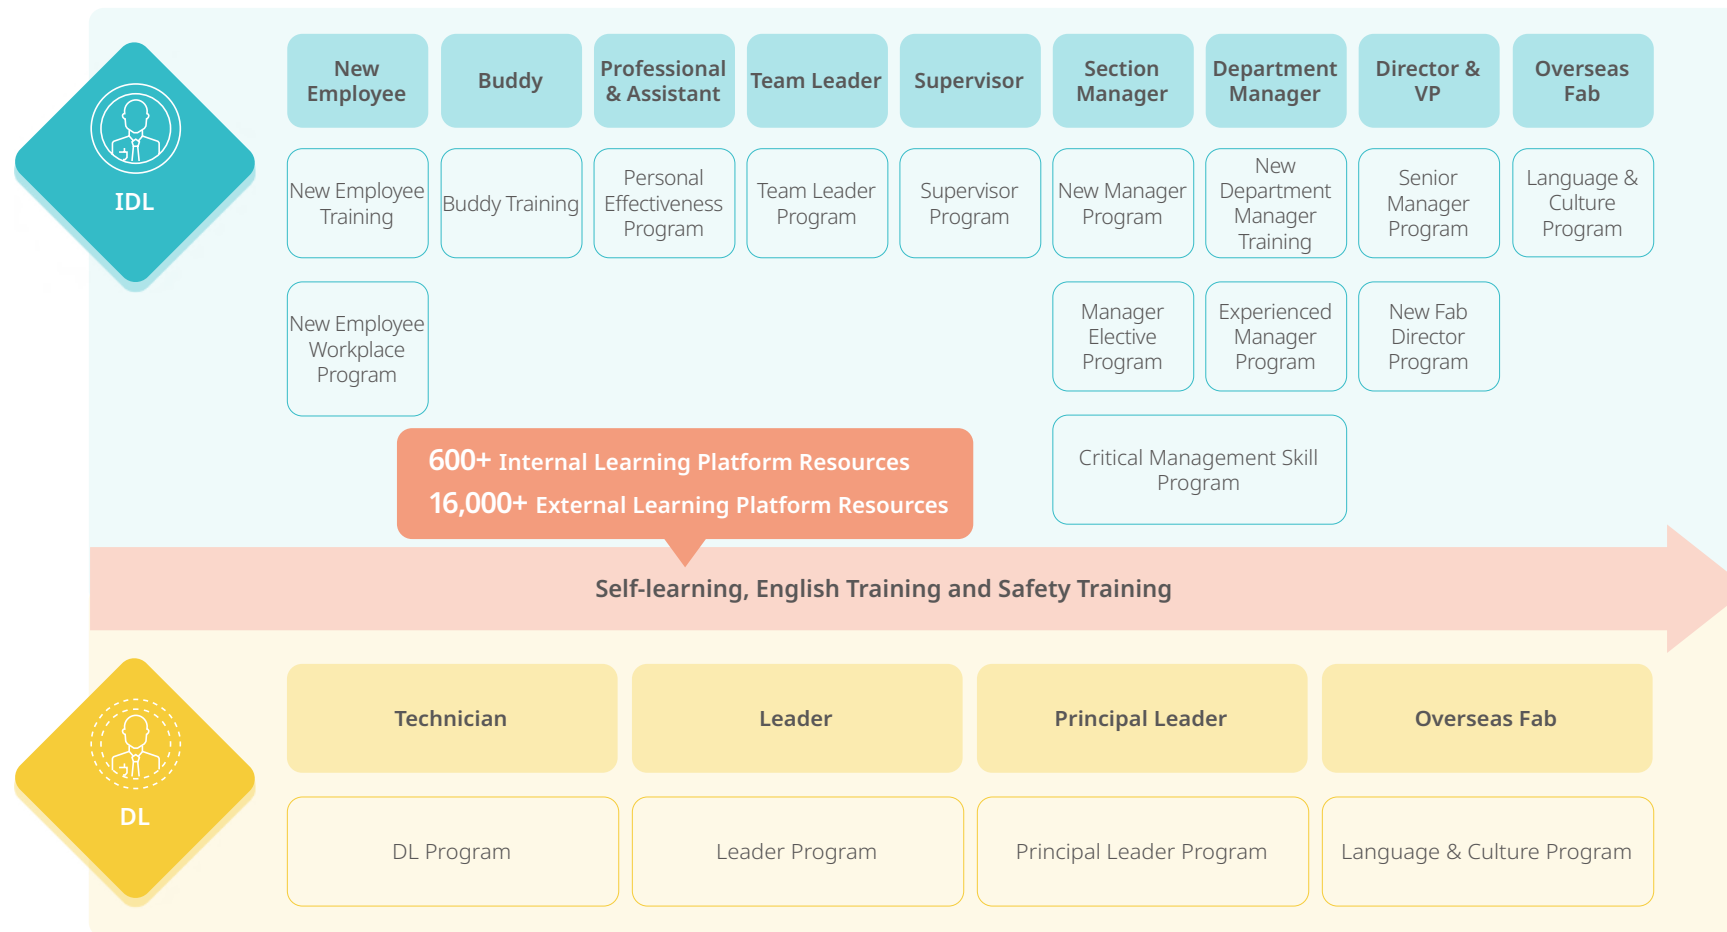 IDL
New
Employee
Buddy
Professional
& Assistant
Team Leader
Supervisor
Section
Manager
Department
Manager
Director &
VP
Overseas
Fab
New Employee
Training
Buddy Training
Personal
Effectiveness
Program
Team Leader
Program
Supervisor
Program
New Manager
Program
New
Department
Manager
Training
Senior
Manager
Program
Language &
Culture
Program
New Employee
Workplace
Program
Manager
Elective
Program
Experienced
Manager
Program
New Fab
Director
Program
Critical Management Skill
Program
600+ Internal Learning Platform Resources
16,000+ External Learning Platform Resources
Self-learning, English Training and Safety Training
DL
Technician
Leader
Principal Leader
Overseas Fab
DL Program
Leader Program
Principal Leader Program
Language & Culture Program